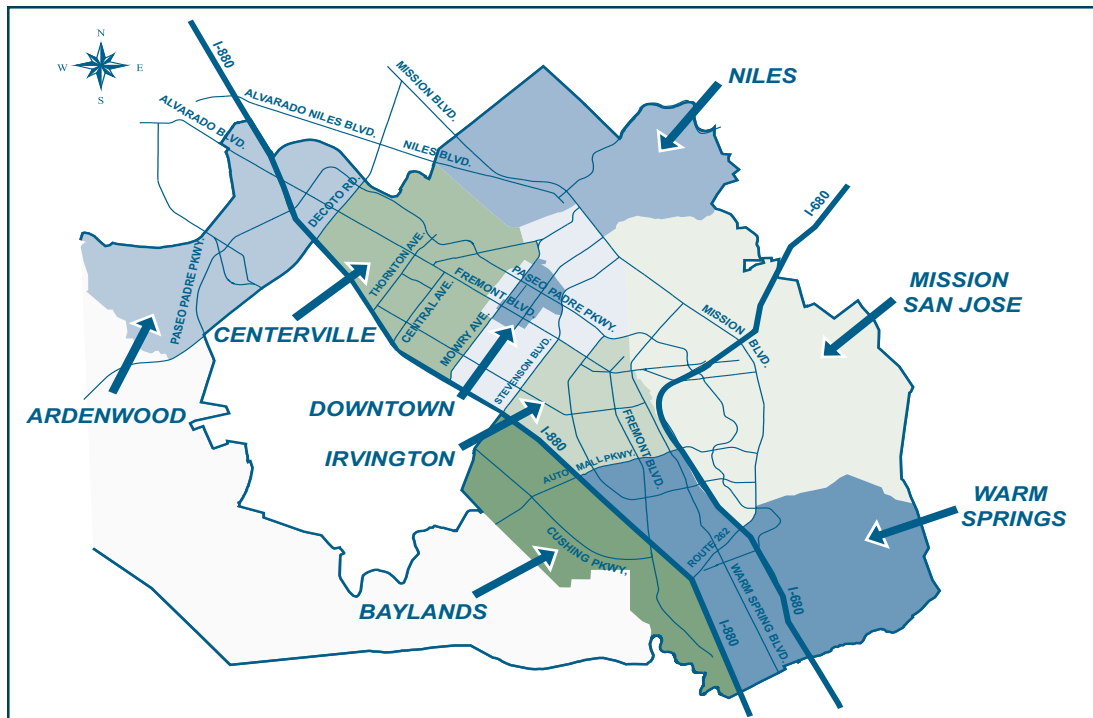 N
W
E
S
I-880
MISSION BLVD.
NILES
ALVARADO NILES BLVD.
ALVARADO BLVD.
NILES BLVD.
DECOTO RD.
I-680
PASEO PADRE PKWY.
THORNTON AVE.
FREMONT BLVD.
PASEO PADRE PKWY.
MISSION
BLVD.
MISSION
SAN JOSE
CENTERVILLE
CENTRAL AVE.
MOWRY AVE.
STEVENSON BLVD.
ARDENWOOD
DOWNTOWN
IRVINGTON
I-880
FREMONT BLVD.
AUTO MALL PKWY.
WARM
SPRINGS
CUSHING PKWY,
ROUTE 262
BAYLANDS
WARM SPRING BLVD.
I-680
I-880